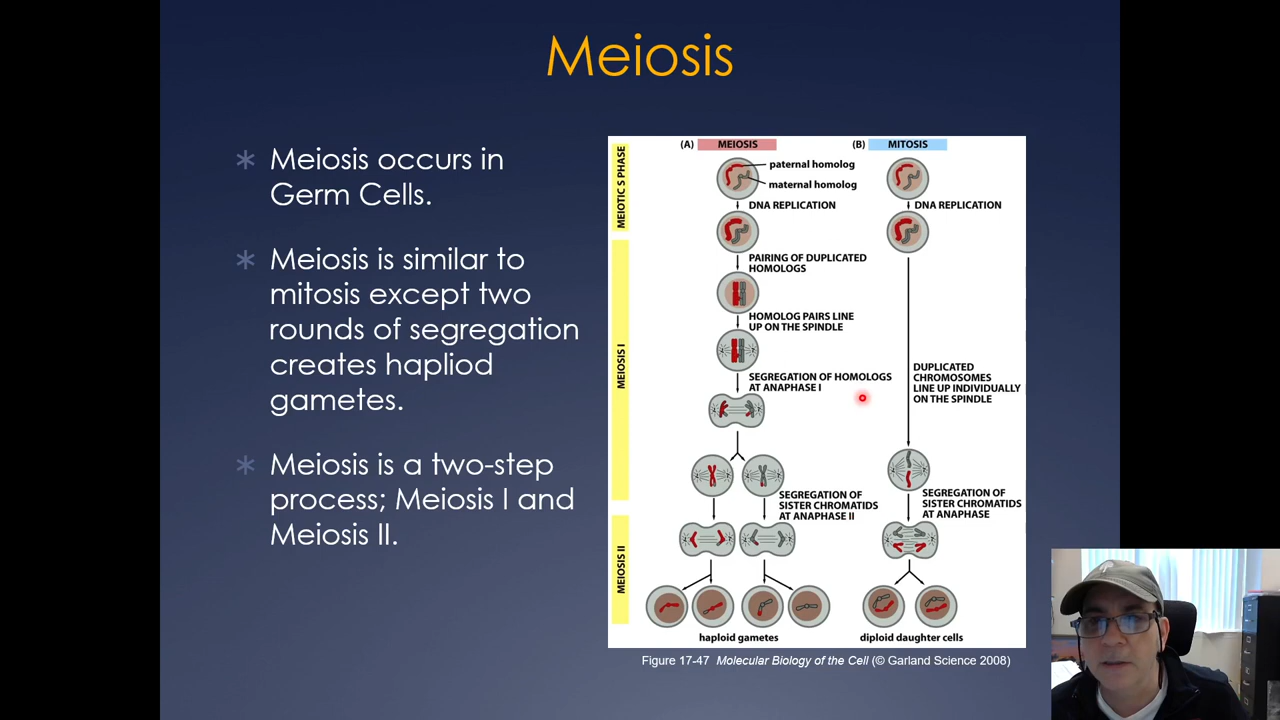 Meiosis
* Meiosis occurs in
Germ Cells.
* Meiosis is similar to
mitosis except two
rounds of segregation
creates hapliod
gametes.
* Meiosis is a two-step
process; Meiosis I and
Meiosis II.
(A) MEIOSIS
(B) MITOSIS
MEIOTIC S PHASE
paternal homolog
maternal homolog
DNA REPLICATION
DNA REPLICATION
MEIOSIS I
PAIRING OF DUPLICATED
HOMOLOGS
HOMOLOG PAIRS LINE
UP ON THE SPINDLE
SEGREGATION OF HOMOLOGS
AT ANAPHASE I
DUPLICATED
CHROMOSOMES
LINE UP INDIVIDUALLY
ON THE SPINDLE
SEGREGATION OF
SISTER CHROMATIDS
AT ANAPHASE II
SEGREGATION OF
SISTER CHROMATIDS
AT ANAPHASE
MEIOSIS II
haploid gametes
diploid daughter cells
Figure 17-47 Molecular Biology of the Cell (© Garland Science 2008)